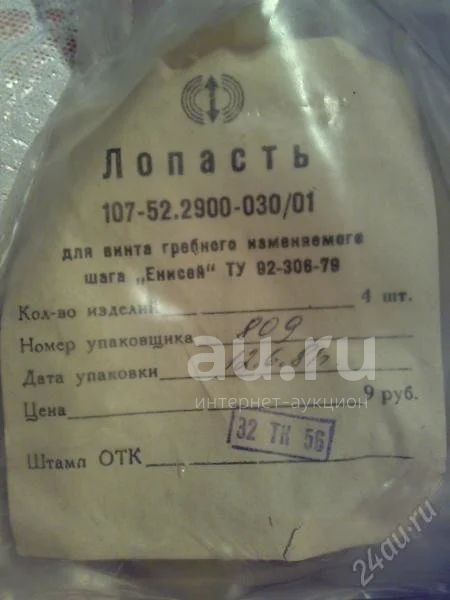 Лопасть
107-52.2900-030/01
для винта гребного изменяемого
шага „Енисей" ТУ 92-306-79
Кол-во изделий 4 шт.
Номер упаковщика 809
au.ru
Дата упаковки
интернет-аукцион
Цена 9 руб.
32 ТК 56
Штамп ОТК
24au.ru